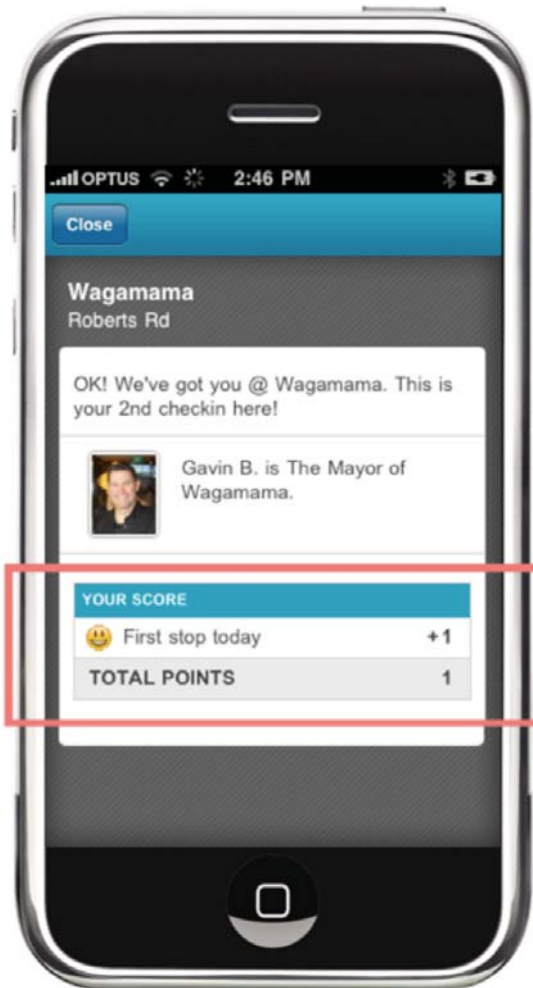 OPTUS 2:46 PM
Close
Wagamama
Roberts Rd
OK! We've got you @ Wagamama. This is
your 2nd checkin here!
Gavin B. is The Mayor of
Wagamama.
YOUR SCORE
First stop today +1
TOTAL POINTS 1